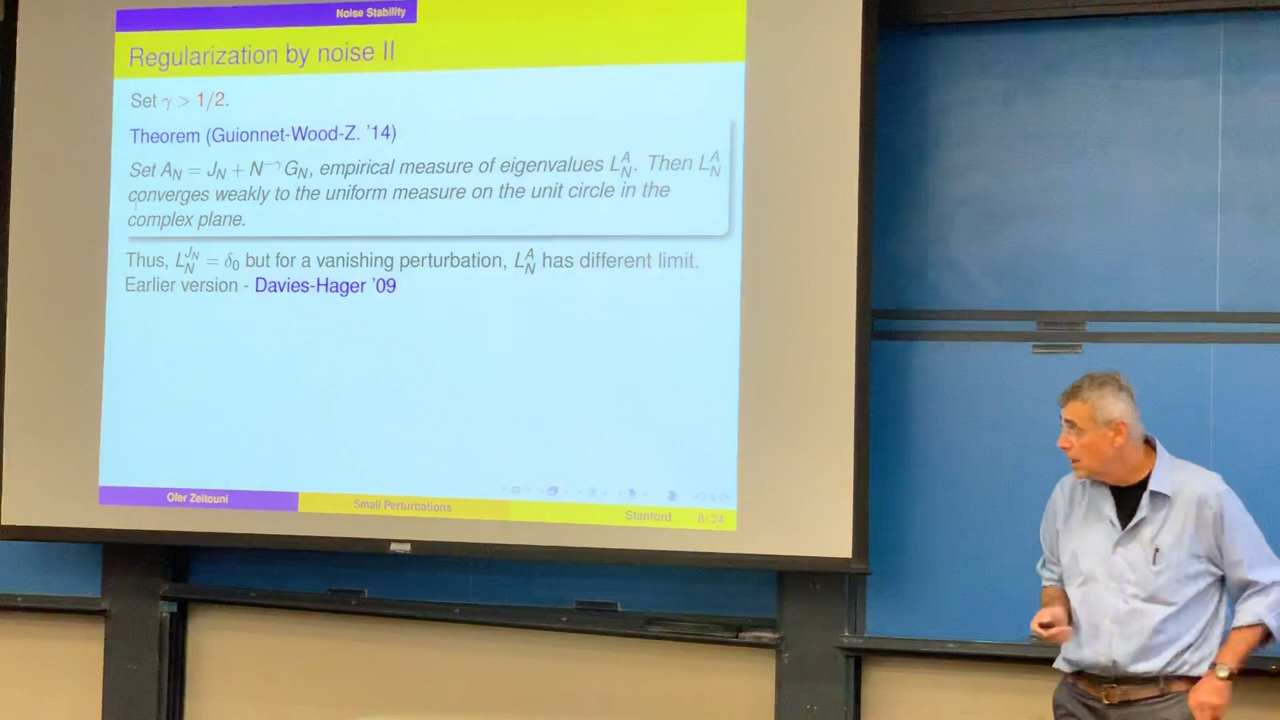 Noise Stability
Regularization by noise II
Set γ > 1/2.
Theorem (Guionnet-Wood-Z. '14)
Set A_N = J_N + N^{-γ} G_N, empirical measure of eigenvalues L_N^A. Then L_N^A
converges weakly to the uniform measure on the unit circle in the
complex plane.
Thus, L_N^{J_N} = δ_0 but for a vanishing perturbation, L_N^A has different limit.
Earlier version - Davies-Hager '09
Ofer Zeitouni Small Perturbations Stanford 8/24